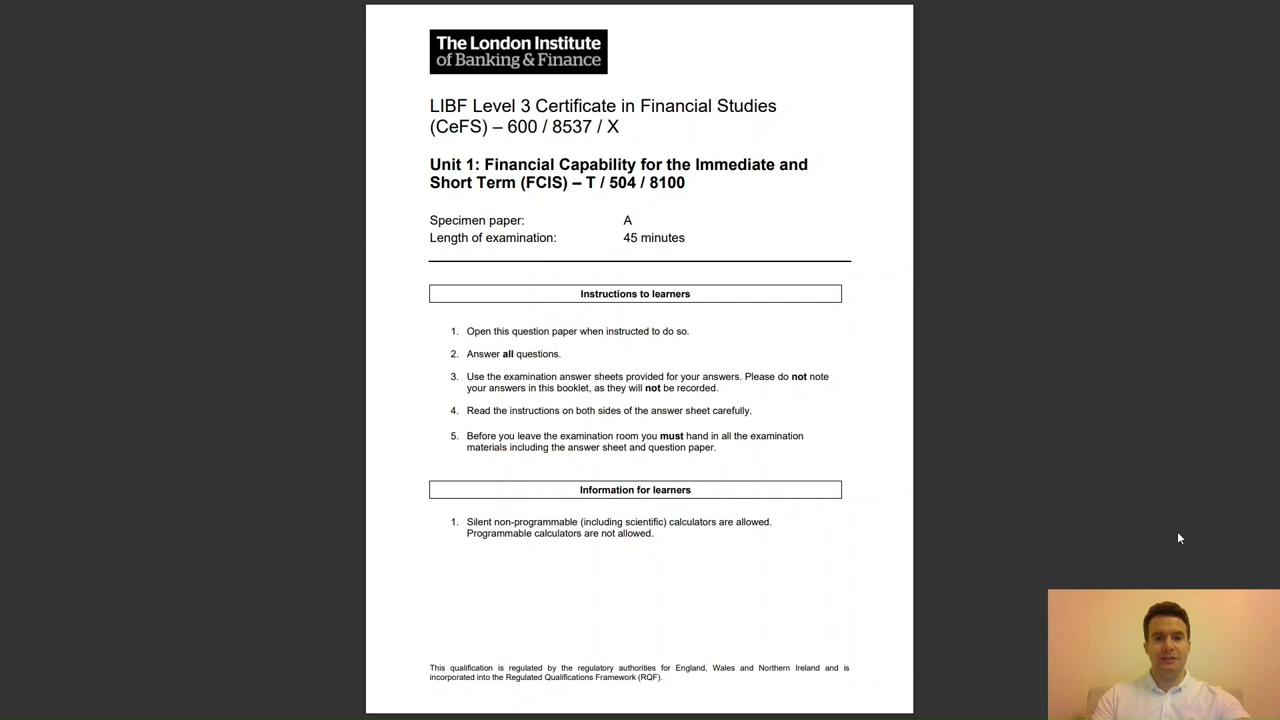 The London Institute
of Banking & Finance
LIBF Level 3 Certificate in Financial Studies
(CeFS) – 600 / 8537 / X
Unit 1: Financial Capability for the Immediate and
Short Term (FCIS) – T / 504 / 8100
Specimen paper: A
Length of examination: 45 minutes
Instructions to learners
1. Open this question paper when instructed to do so.
2. Answer all questions.
3. Use the examination answer sheets provided for your answers. Please do not note
your answers in this booklet, as they will not be recorded.
4. Read the instructions on both sides of the answer sheet carefully.
5. Before you leave the examination room you must hand in all the examination
materials including the answer sheet and question paper.
Information for learners
1. Silent non-programmable (including scientific) calculators are allowed.
Programmable calculators are not allowed.
This qualification is regulated by the regulatory authorities for England, Wales and Northern Ireland and is
incorporated into the Regulated Qualifications Framework (RQF).